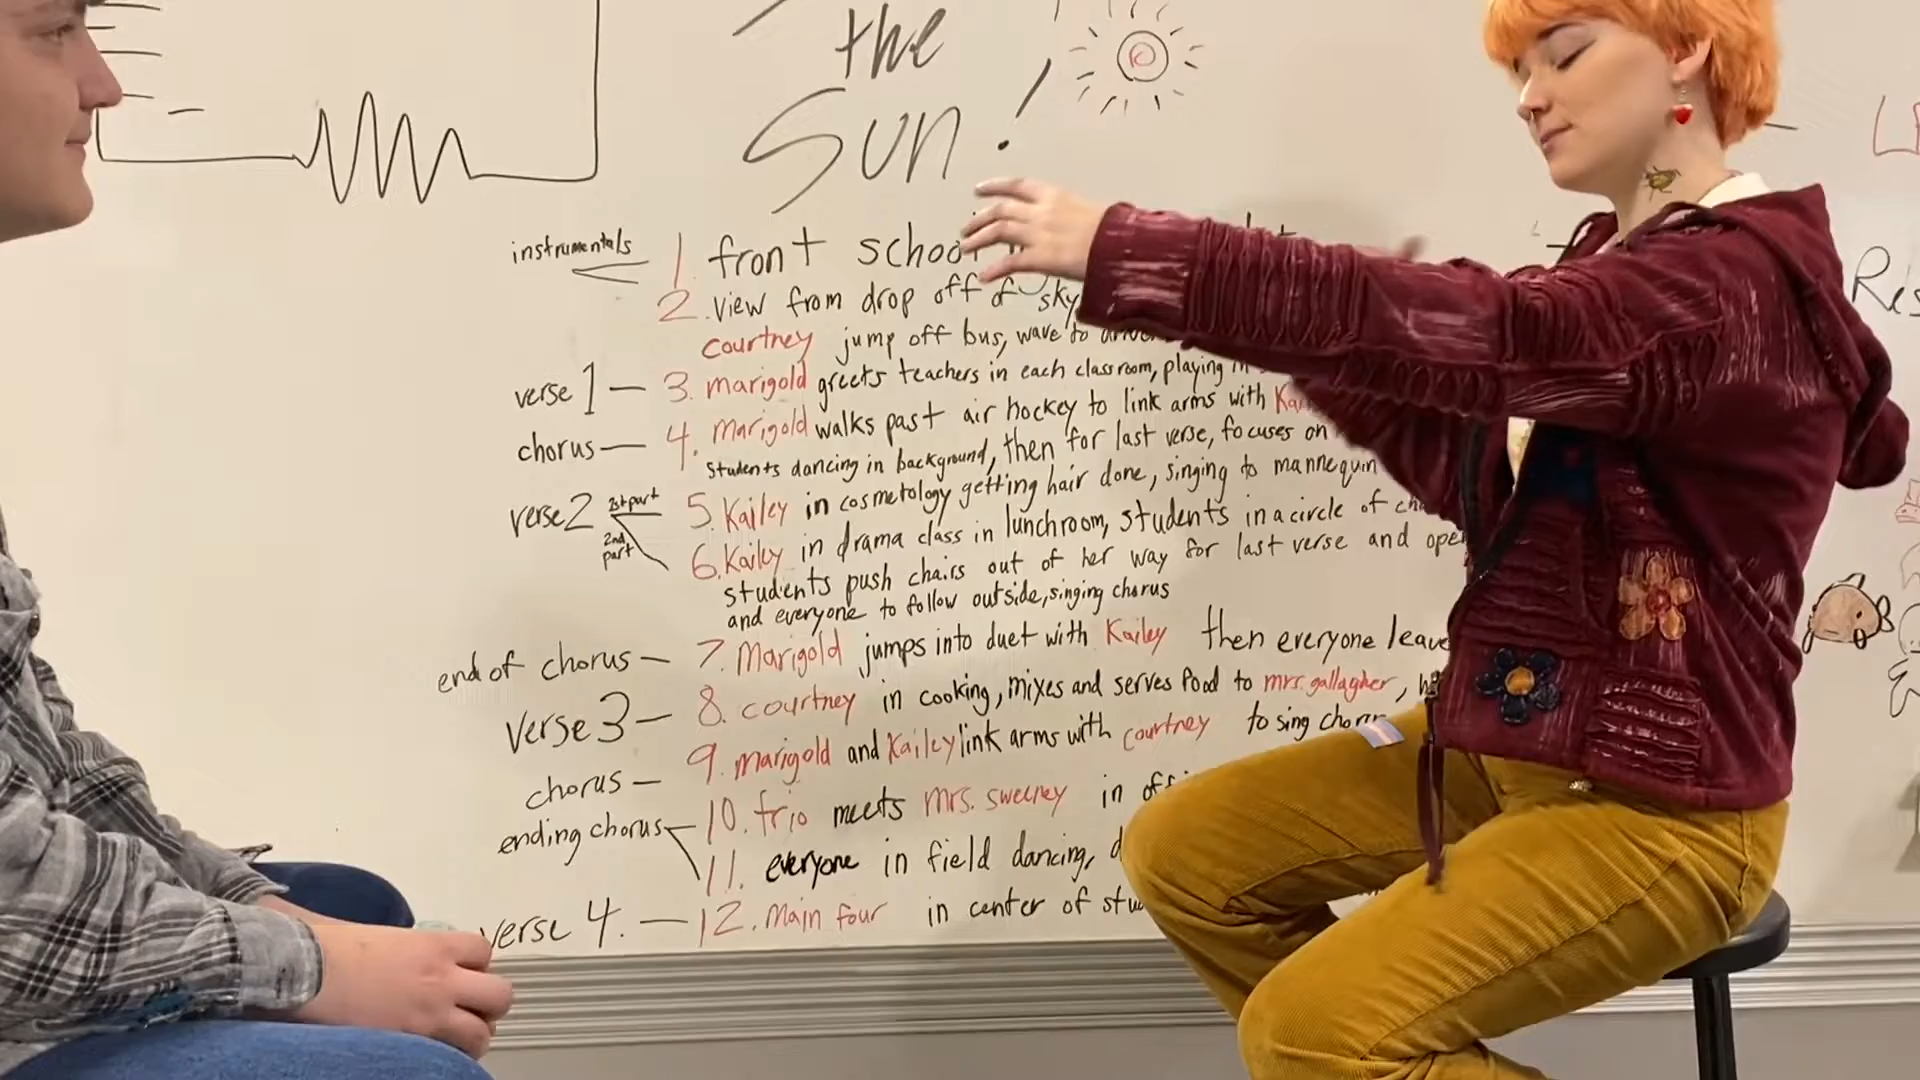 the
Sun!
instrumentals
1. front school
2. view from drop off of sky
courtney jump off bus, wave to
verse 1 — 3. marigold greets teachers in each classroom, playing
chorus — 4. Marigold walks past air hockey to link arms with
students dancing in background, then for last verse, focuses on
verse 2 1st part 5. Kailey in cosmetology getting hair done, singing to mannequin
2nd part 6. Kailey in drama class in lunchroom, students in a circle of
students push chairs out of her way for last verse and
and everyone to follow outside, singing chorus
end of chorus — 7. Marigold jumps into duet with Kailey then everyone
verse 3 — 8. courtney in cooking, mixes and serves food to mrs. gallagher,
chorus — 9. marigold and Kailey link arms with courtney to sing chorus
ending chorus 10. trio meets mrs. sweeney in
11. everyone in field dancing,
verse 4. — 12. Main four in center of